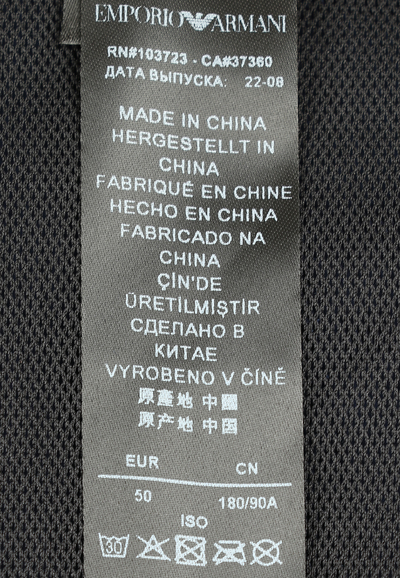 EMPORIO ARMANI
RN#103723 - CA#37360
ДАТА ВЫПУСКА: 22-08
MADE IN CHINA
HERGESTELLT IN
CHINA
FABRIQUÉ EN CHINE
HECHO EN CHINA
FABRICADO NA
CHINA
ÇİN'DE
ÜRETİLMİŞTİR
СДЕЛАНО В
КИТАЕ
VYROBENO V ČÍNĚ
原產地 中國
原产地 中国
EUR CN
50 180/90A
ISO
30